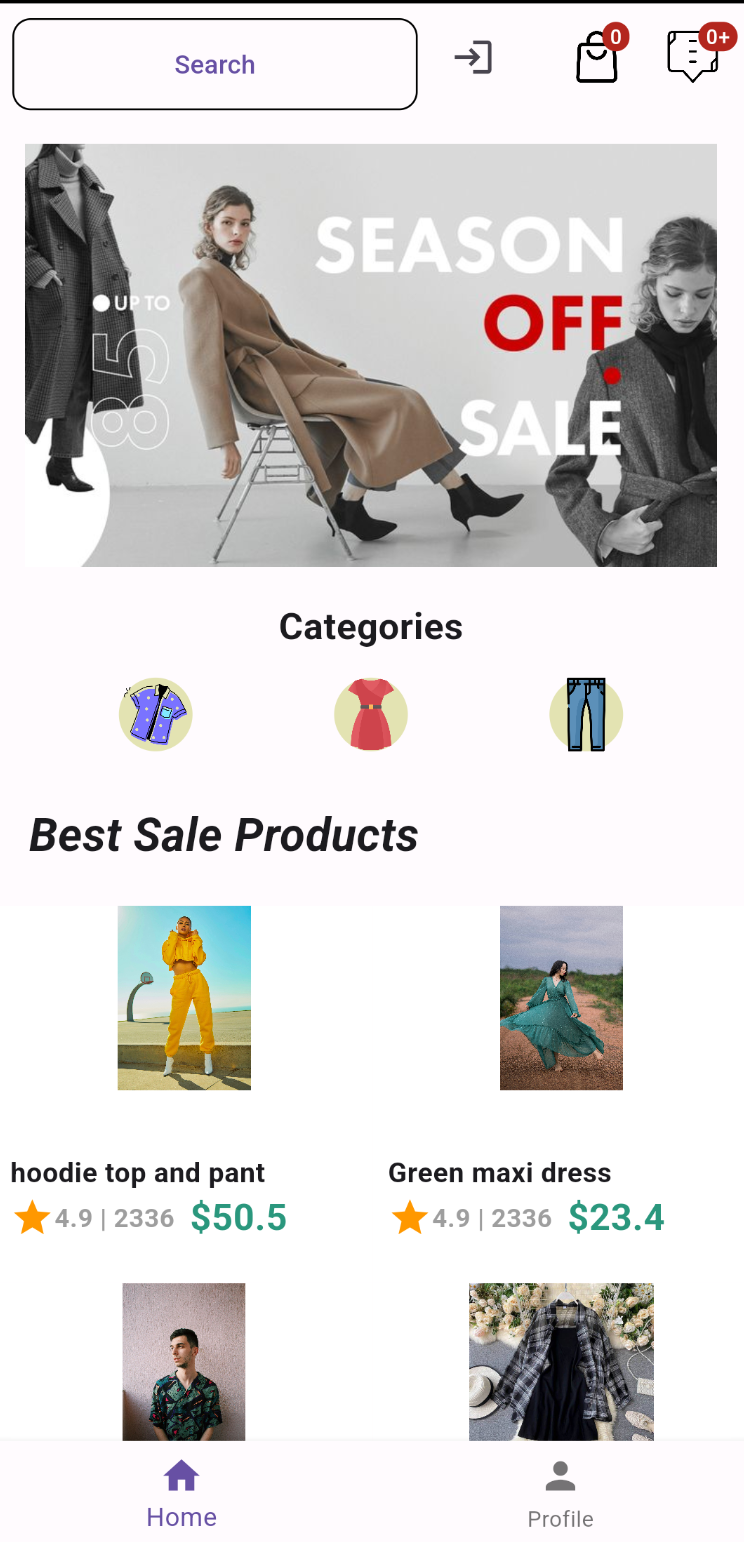 Search
0
0+
SEASON
UP TO
85
OFF
SALE
Categories
Best Sale Products
hoodie top and pant
Green maxi dress
4.9 | 2336 $50.5
4.9 | 2336 $23.4
Home
Profile